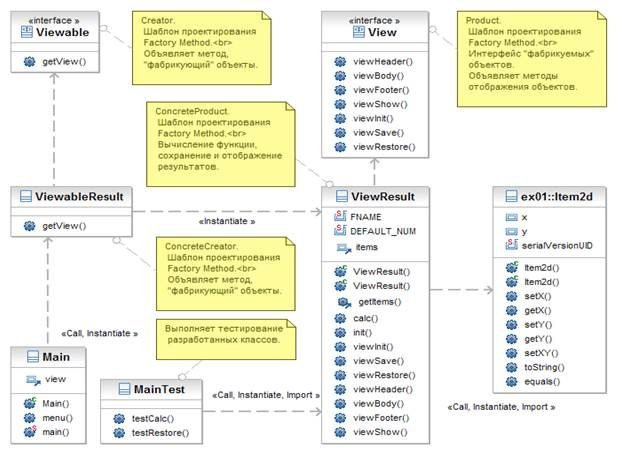 «interface »
Viewable
getView()
Creator.
Шаблон проектирования
Factory Method.<br>
Объявляет метод,
"фабрикующий" объекты.
«interface »
View
viewHeader()
viewBody()
viewFooter()
viewShow()
viewInit()
viewSave()
viewRestore()
Product.
Шаблон проектирования
Factory Method.<br>
Интерфейс "фабрикуемых"
объектов.
Объявляет методы
отображения объектов.
ConcreteProduct.
Шаблон проектирования
Factory Method.<br>
Вычисление функции,
сохранение и отображение
результатов.
ViewableResult
getView()
«Instantiate »
ConcreteCreator.
Шаблон проектирования
Factory Method.<br>
Объявляет метод,
"фабрикующий" объекты.
ViewResult
FNAME
DEFAULT_NUM
items
ViewResult()
ViewResult()
getItems()
calc()
init()
viewInit()
viewSave()
viewRestore()
viewHeader()
viewBody()
viewFooter()
viewShow()
ex01::Item2d
x
y
serialVersionUID
Item2d()
Item2d()
setX()
getX()
setY()
getY()
setXY()
toString()
equals()
«Call, Instantiate »
Выполняет тестирование
разработанных классов.
Main
view
Main()
menu()
main()
MainTest
testCalc()
testRestore()
«Call, Instantiate, Import »
«Call, Instantiate, Import »